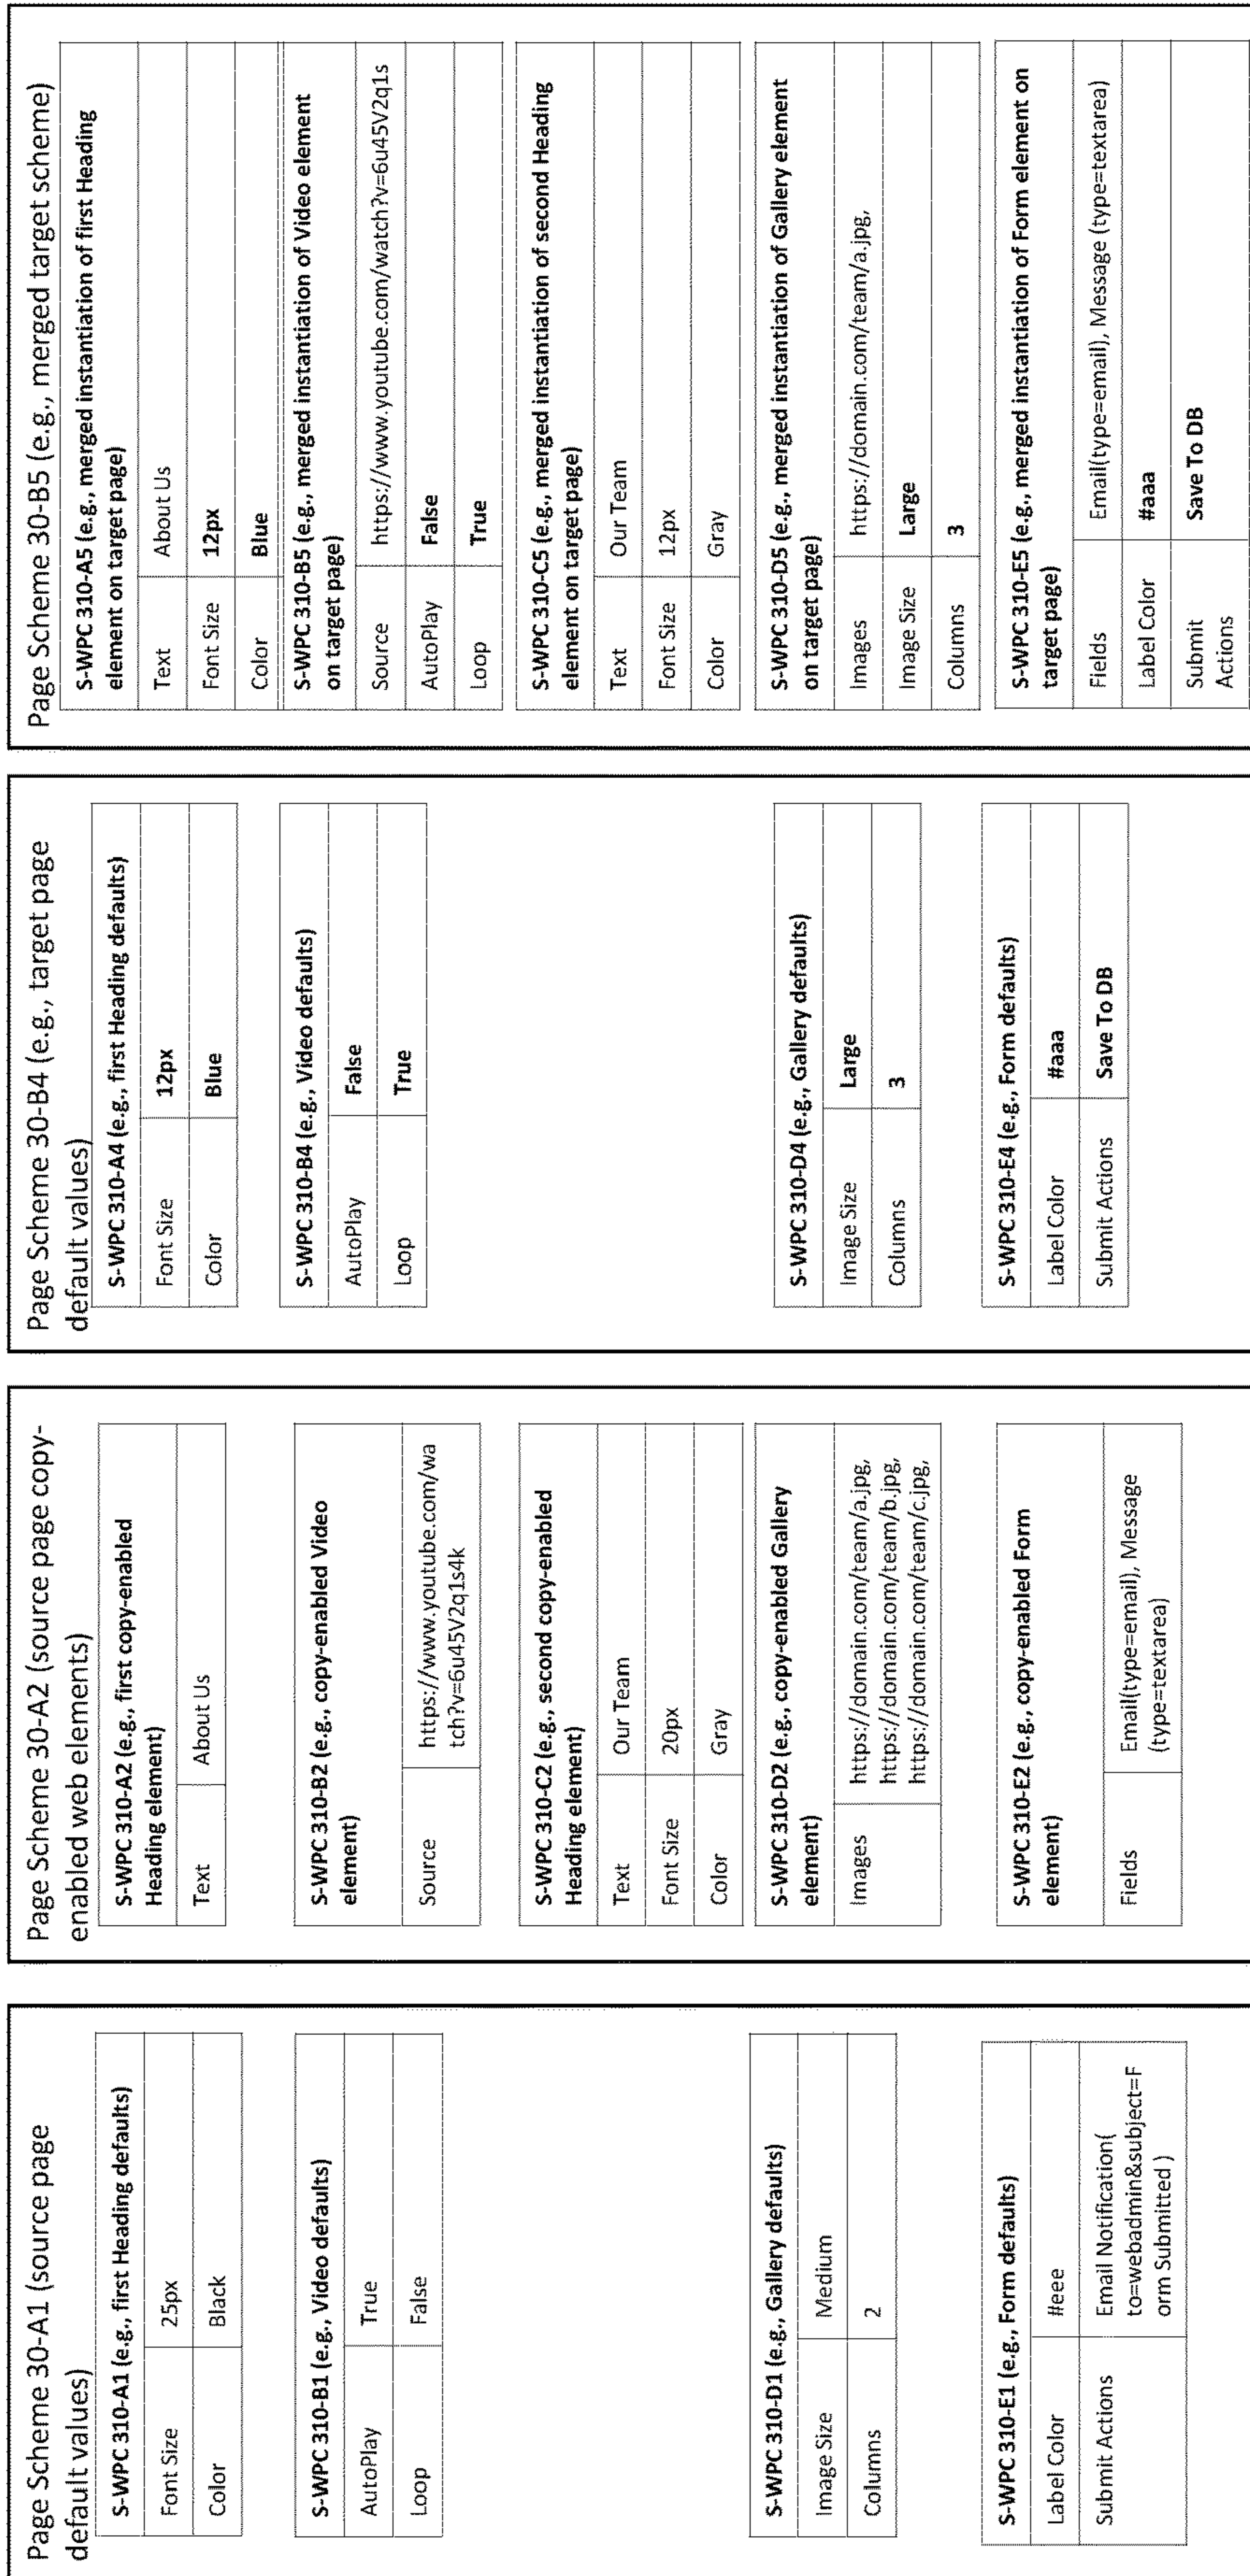 Page Scheme 30-A1 (source page
default values)
S-WPC 310-A1 (e.g., first Heading defaults)
Font Size 25px
Color Black
S-WPC 310-B1 (e.g., Video defaults)
AutoPlay True
Loop False
S-WPC 310-D1 (e.g., Gallery defaults)
Image Size Medium
Columns 2
S-WPC 310-E1 (e.g., Form defaults)
Label Color #eee
Submit Actions Email Notification(
to=webadmin&subject=F
orm Submitted )
Page Scheme 30-A2 (source page copy-
enabled web elements)
S-WPC 310-A2 (e.g., first copy-enabled
Heading element)
Text About Us
S-WPC 310-B2 (e.g., copy-enabled Video
element)
Source https://www.youtube.com/wa
tch?v=6u45V2q1s4k
S-WPC 310-C2 (e.g., second copy-enabled
Heading element)
Text Our Team
Font Size 20px
Color Gray
S-WPC 310-D2 (e.g., copy-enabled Gallery
element)
Images https://domain.com/team/a.jpg,
https://domain.com/team/b.jpg,
https://domain.com/team/c.jpg,
S-WPC 310-E2 (e.g., copy-enabled Form
element)
Fields Email(type=email), Message
(type=textarea)
Page Scheme 30-B4 (e.g., target page
default values)
S-WPC 310-A4 (e.g., first Heading defaults)
Font Size 12px
Color Blue
S-WPC 310-B4 (e.g., Video defaults)
AutoPlay False
Loop True
S-WPC 310-D4 (e.g., Gallery defaults)
Image Size Large
Columns 3
S-WPC 310-E4 (e.g., Form defaults)
Label Color #aaa
Submit Actions Save To DB
Page Scheme 30-B5 (e.g., merged target scheme)
S-WPC 310-A5 (e.g., merged instantiation of first Heading
element on target page)
Text About Us
Font Size 12px
Color Blue
S-WPC 310-B5 (e.g., merged instantiation of Video element
on target page)
Source https://www.youtube.com/watch?v=6u45V2q1s
AutoPlay False
Loop True
S-WPC 310-C5 (e.g., merged instantiation of second Heading
element on target page)
Text Our Team
Font Size 12px
Color Gray
S-WPC 310-D5 (e.g., merged instantiation of Gallery element
on target page)
Images https://domain.com/team/a.jpg,
Image Size Large
Columns 3
S-WPC 310-E5 (e.g., merged instantiation of Form element on
target page)
Fields Email(type=email), Message (type=textarea)
Label Color #aaa
Submit Save To DB
Actions